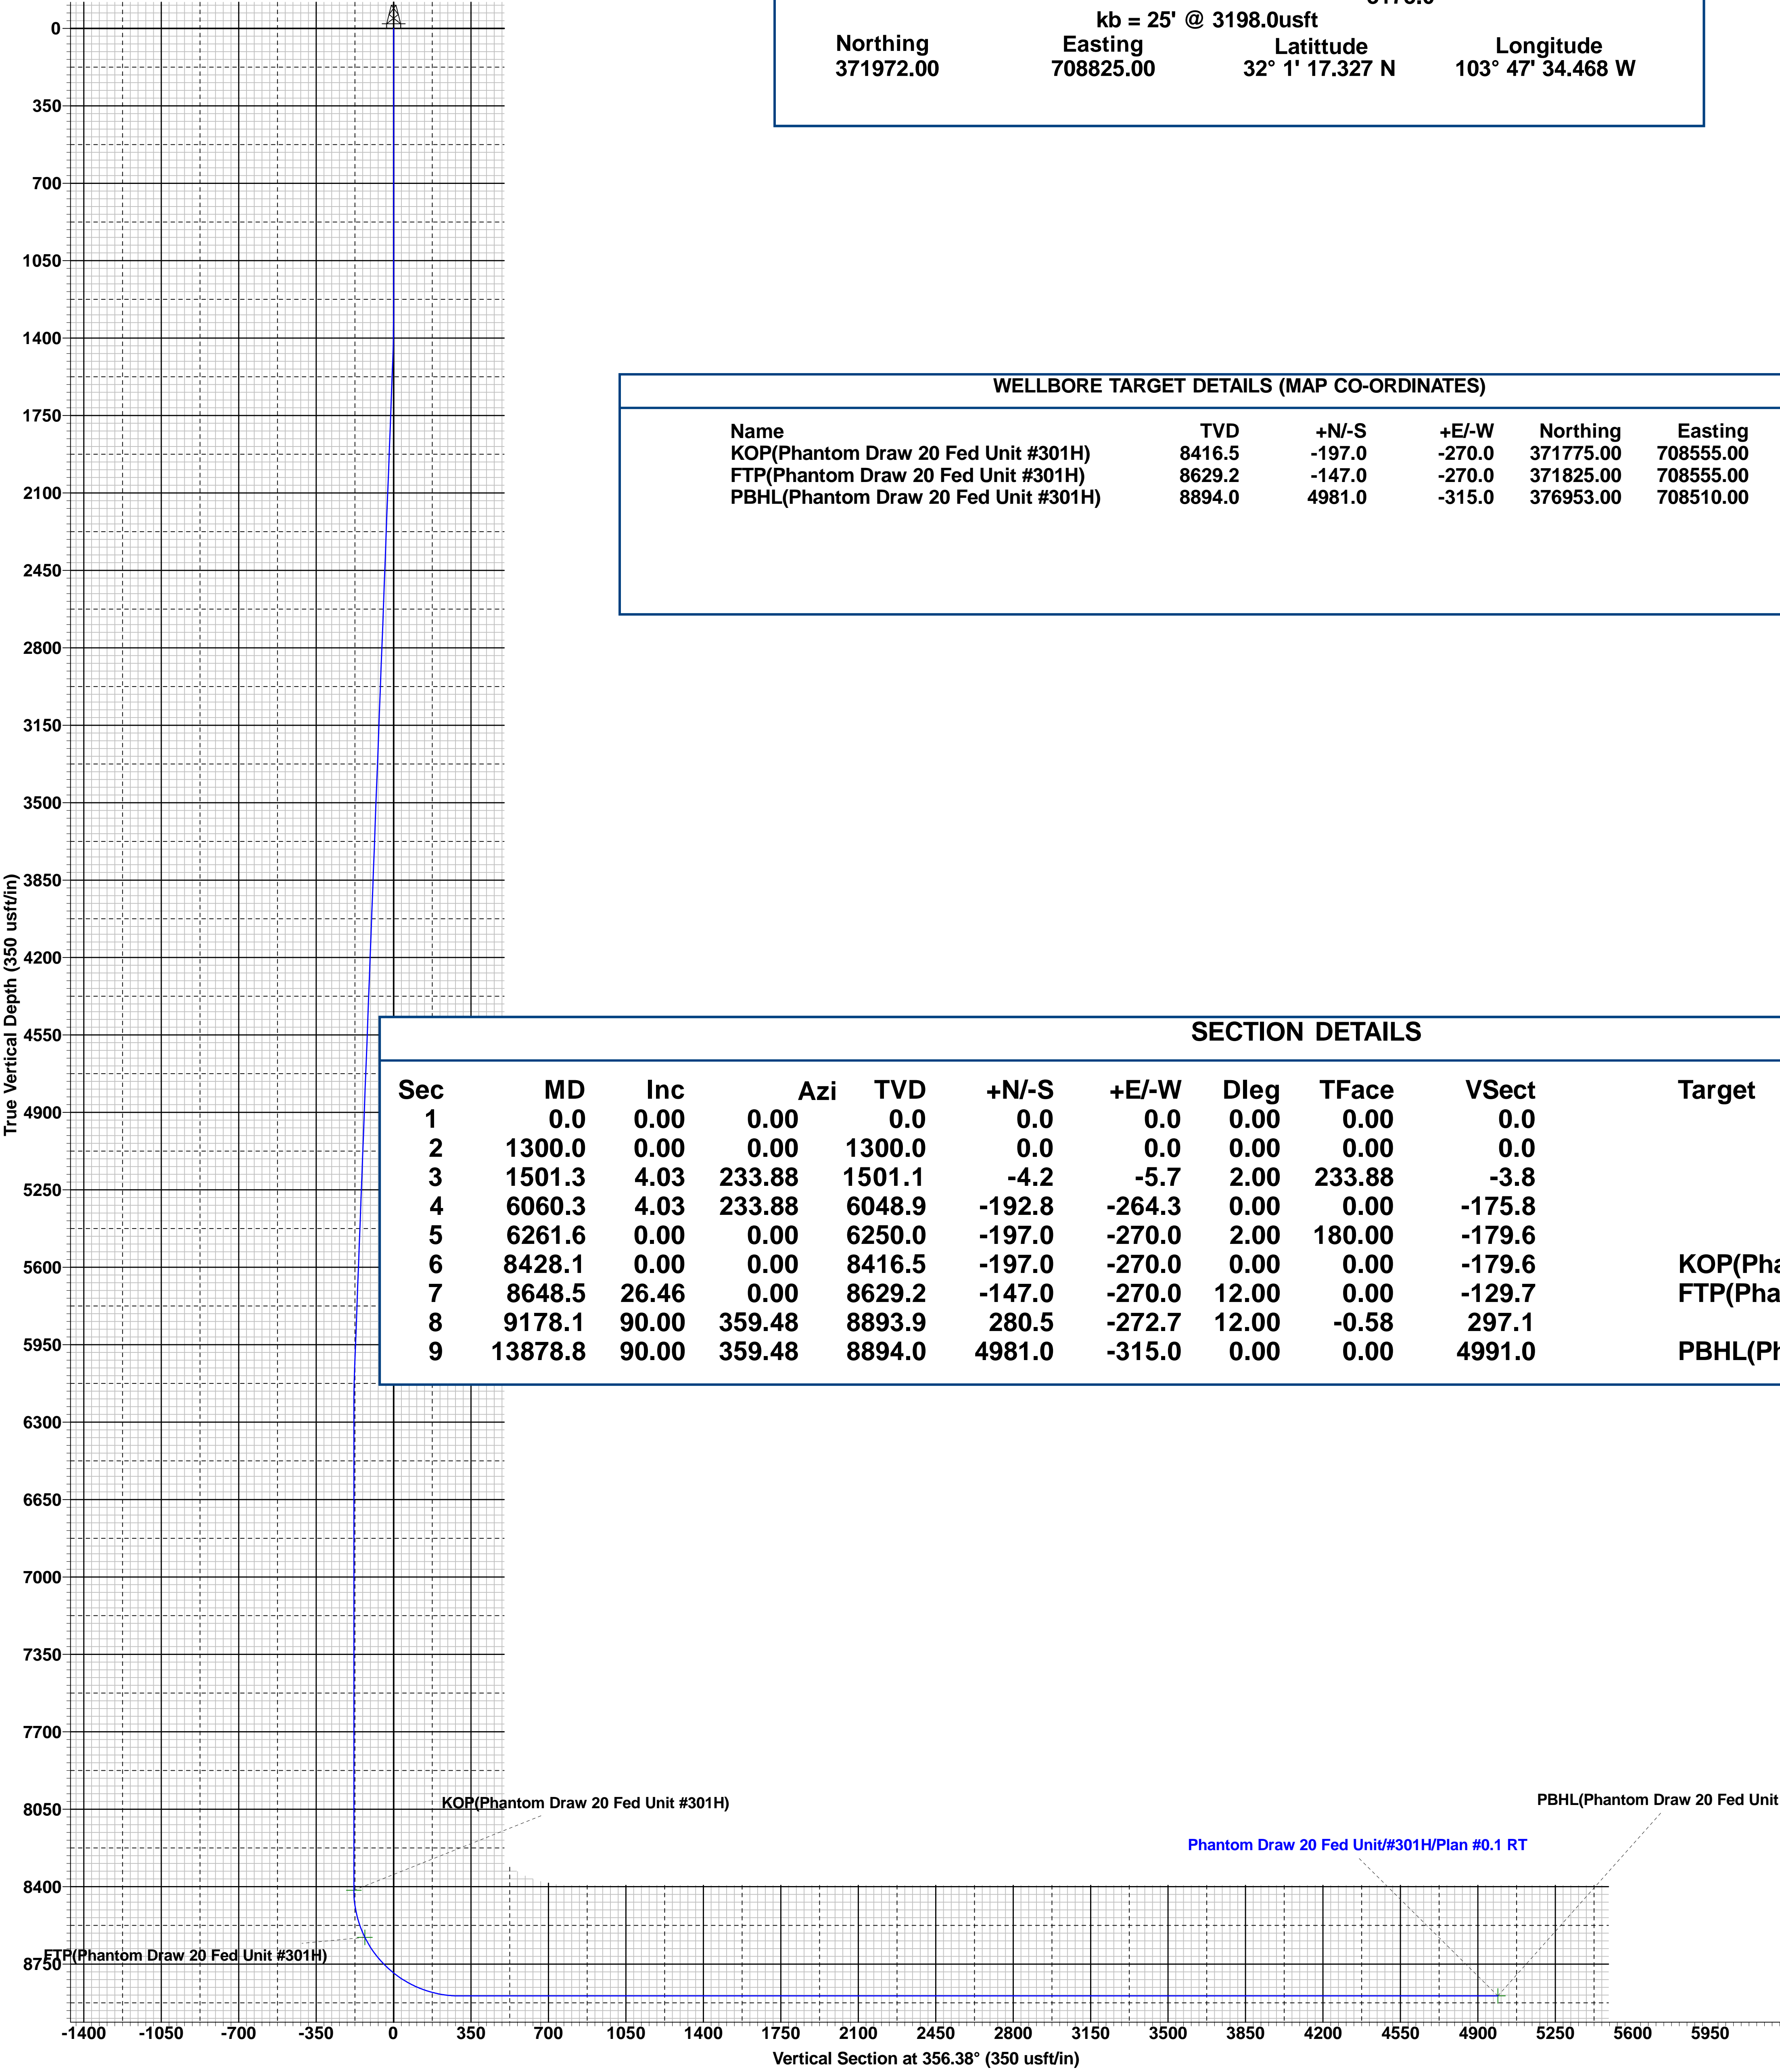 kb = 25' @ 3198.0usft
Northing Easting Latittude Longitude
371972.00 708825.00 32° 1' 17.327 N 103° 47' 34.468 W
WELLBORE TARGET DETAILS (MAP CO-ORDINATES)
Name TVD +N/-S +E/-W Northing Easting
KOP(Phantom Draw 20 Fed Unit #301H) 8416.5 -197.0 -270.0 371775.00 708555.00
FTP(Phantom Draw 20 Fed Unit #301H) 8629.2 -147.0 -270.0 371825.00 708555.00
PBHL(Phantom Draw 20 Fed Unit #301H) 8894.0 4981.0 -315.0 376953.00 708510.00
SECTION DETAILS
Sec MD Inc Azi TVD +N/-S +E/-W Dleg TFace VSect Target
1 0.0 0.00 0.00 0.0 0.0 0.0 0.00 0.00 0.0
2 1300.0 0.00 0.00 1300.0 0.0 0.0 0.00 0.00 0.0
3 1501.3 4.03 233.88 1501.1 -4.2 -5.7 2.00 233.88 -3.8
4 6060.3 4.03 233.88 6048.9 -192.8 -264.3 0.00 0.00 -175.8
5 6261.6 0.00 0.00 6250.0 -197.0 -270.0 2.00 180.00 -179.6
6 8428.1 0.00 0.00 8416.5 -197.0 -270.0 0.00 0.00 -179.6 KOP(Pha
7 8648.5 26.46 0.00 8629.2 -147.0 -270.0 12.00 0.00 -129.7 FTP(Pha
8 9178.1 90.00 359.48 8893.9 280.5 -272.7 12.00 -0.58 297.1
9 13878.8 90.00 359.48 8894.0 4981.0 -315.0 0.00 0.00 4991.0 PBHL(Ph
True Vertical Depth (350 usft/in)
0
350
700
1050
1400
1750
2100
2450
2800
3150
3500
3850
4200
4550
4900
5250
5600
5950
6300
6650
7000
7350
7700
8050
8400
8750
KOP(Phantom Draw 20 Fed Unit #301H)
PBHL(Phantom Draw 20 Fed Unit
Phantom Draw 20 Fed Unit/#301H/Plan #0.1 RT
FTP(Phantom Draw 20 Fed Unit #301H)
-1400 -1050 -700 -350 0 350 700 1050 1400 1750 2100 2450 2800 3150 3500 3850 4200 4550 4900 5250 5600 5950
Vertical Section at 356.38° (350 usft/in)